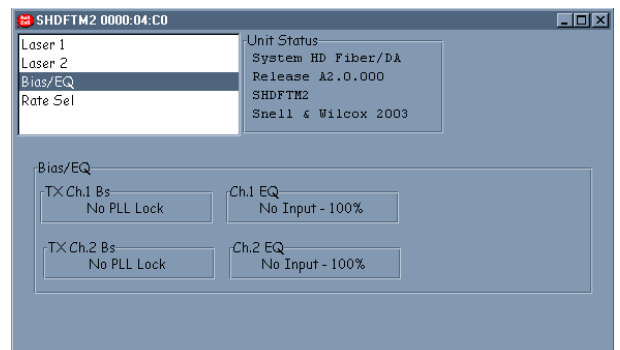 SHDFTM2 0000:04:C0
Laser 1
Laser 2
Bias/EQ
Rate Sel
Unit Status
System HD Fiber/DA
Release A2.0.000
SHDFTM2
Snell & Wilcox 2003
Bias/EQ
TX Ch.1 Bs
No PLL Lock
Ch.1 EQ
No Input - 100%
TX Ch.2 Bs
No PLL Lock
Ch.2 EQ
No Input - 100%